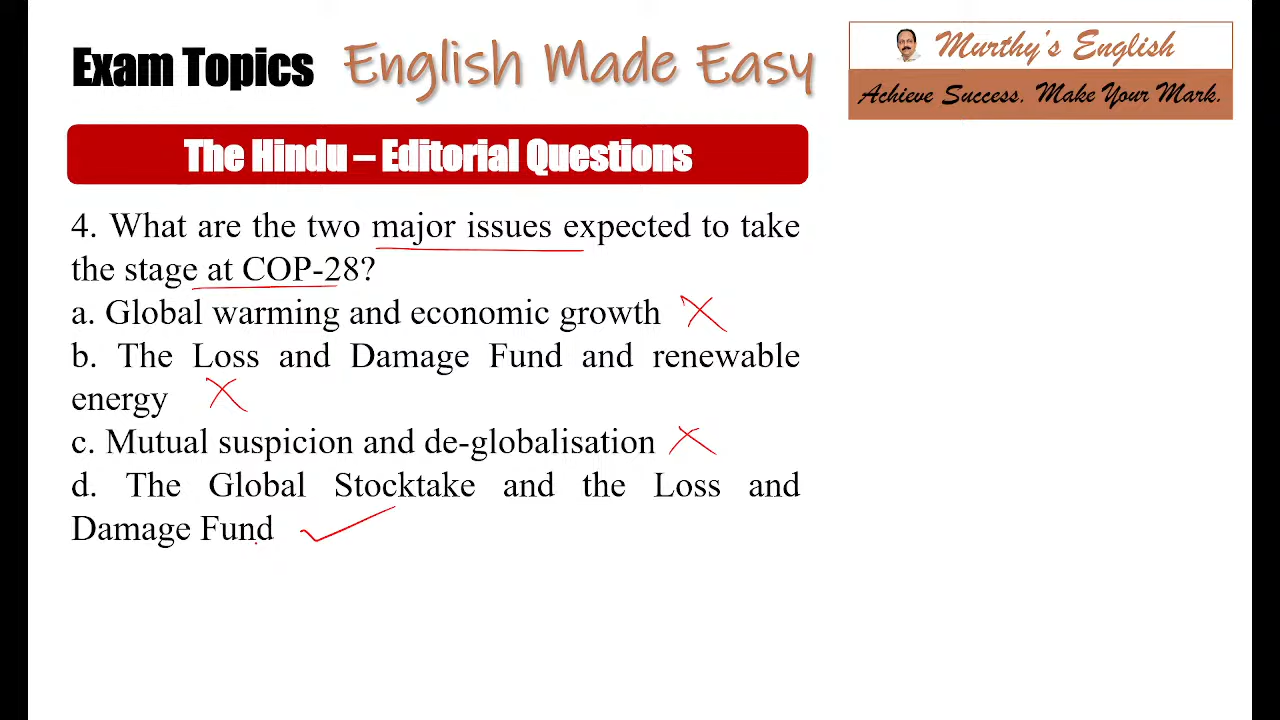 Exam Topics English Made Easy
Murthy's English
Achieve Success. Make Your Mark.
The Hindu – Editorial Questions
4. What are the two major issues expected to take
the stage at COP-28?
a. Global warming and economic growth
b. The Loss and Damage Fund and renewable
energy
c. Mutual suspicion and de-globalisation
d. The Global Stocktake and the Loss and
Damage Fund